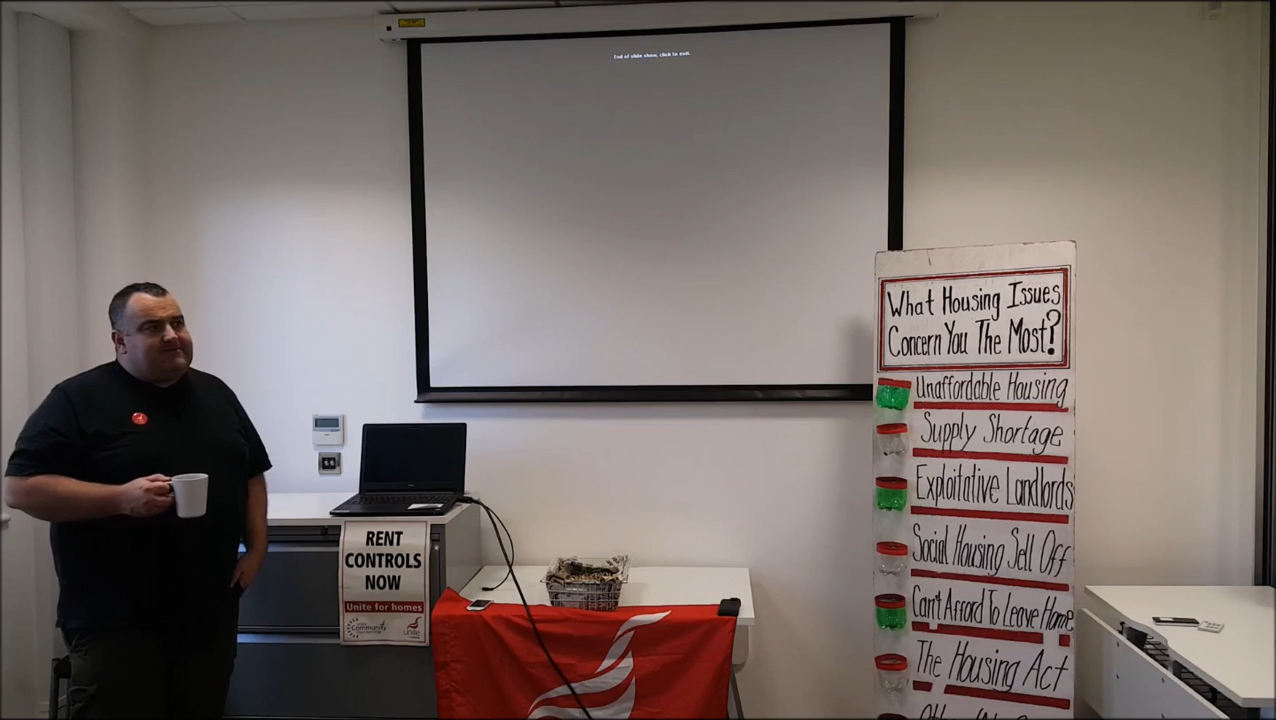 End of slide show, click to exit.
What Housing Issues
Concern You The Most?
Unaffordable Housing
Supply Shortage
Exploitative Landlords
Social Housing Sell Off
Can't Afford To Leave Home
The Housing Act
RENT
CONTROLS
NOW
Unite for homes
Community
unite